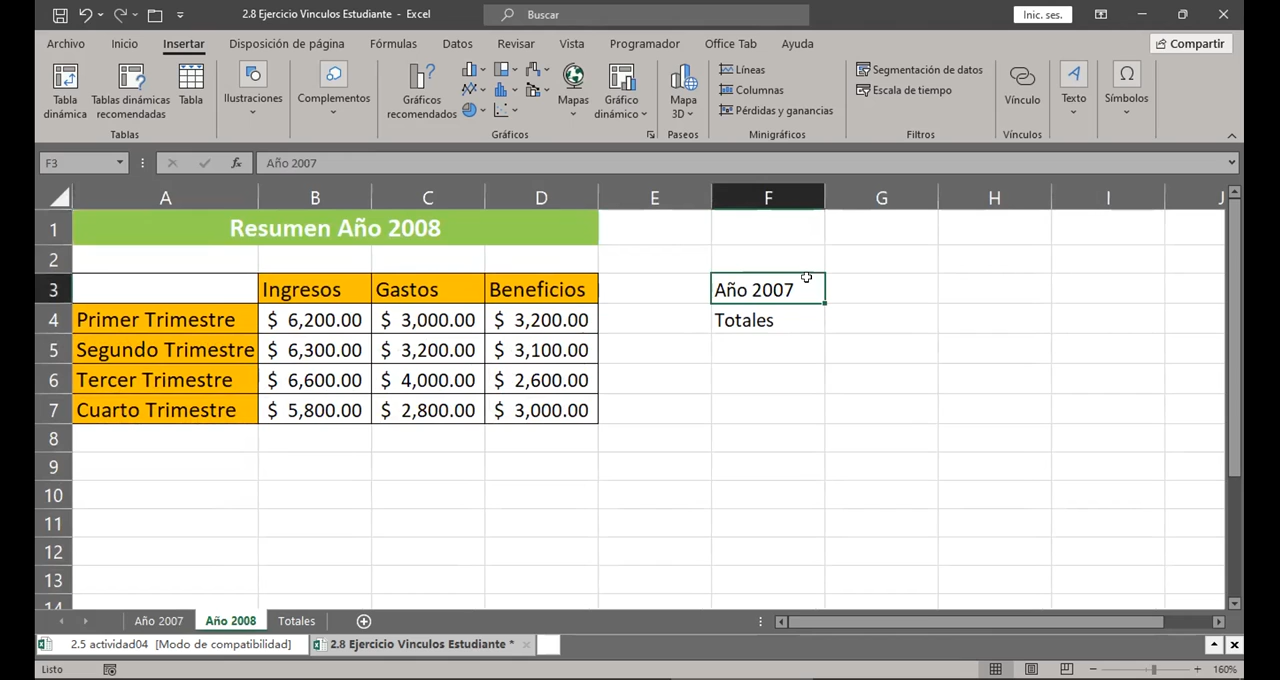 2.8 Ejercicio Vinculos Estudiante - Excel
Buscar
Inic. ses.
Archivo Inicio Insertar Disposición de página Fórmulas Datos Revisar Vista Programador Office Tab Ayuda
Compartir
Tabla dinámica
Tablas dinámicas recomendadas
Tabla
Tablas
Ilustraciones
Complementos
Gráficos recomendados
Mapas
Gráfico dinámico
Gráficos
Mapa 3D
Paseos
Líneas
Columnas
Pérdidas y ganancias
Minigráficos
Segmentación de datos
Escala de tiempo
Filtros
Vínculo
Vínculos
Texto
Símbolos
F3
fx
Año 2007
A B C D E F G H I J
1 Resumen Año 2008
2
3 Ingresos Gastos Beneficios Año 2007
4 Primer Trimestre $ 6,200.00 $ 3,000.00 $ 3,200.00 Totales
5 Segundo Trimestre $ 6,300.00 $ 3,200.00 $ 3,100.00
6 Tercer Trimestre $ 6,600.00 $ 4,000.00 $ 2,600.00
7 Cuarto Trimestre $ 5,800.00 $ 2,800.00 $ 3,000.00
8
9
10
11
12
13
14
Año 2007 Año 2008 Totales
2.5 actividad04 [Modo de compatibilidad] 2.8 Ejercicio Vinculos Estudiante *
Listo
160%